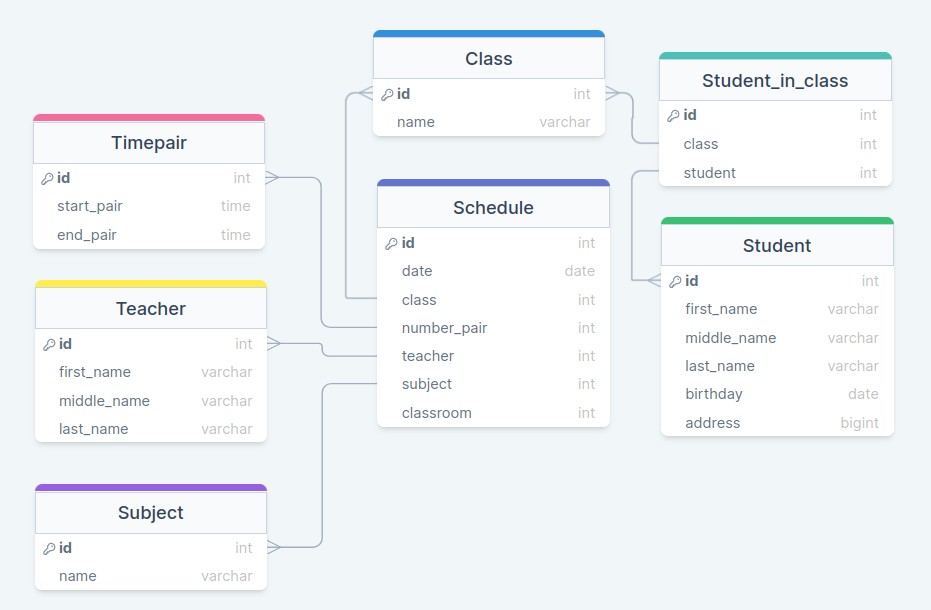 Class
id int
name varchar
Student_in_class
id int
class int
student int
Timepair
id int
start_pair time
end_pair time
Schedule
id int
date date
class int
number_pair int
teacher int
subject int
classroom int
Student
id int
first_name varchar
middle_name varchar
last_name varchar
birthday date
address bigint
Teacher
id int
first_name varchar
middle_name varchar
last_name varchar
Subject
id int
name varchar